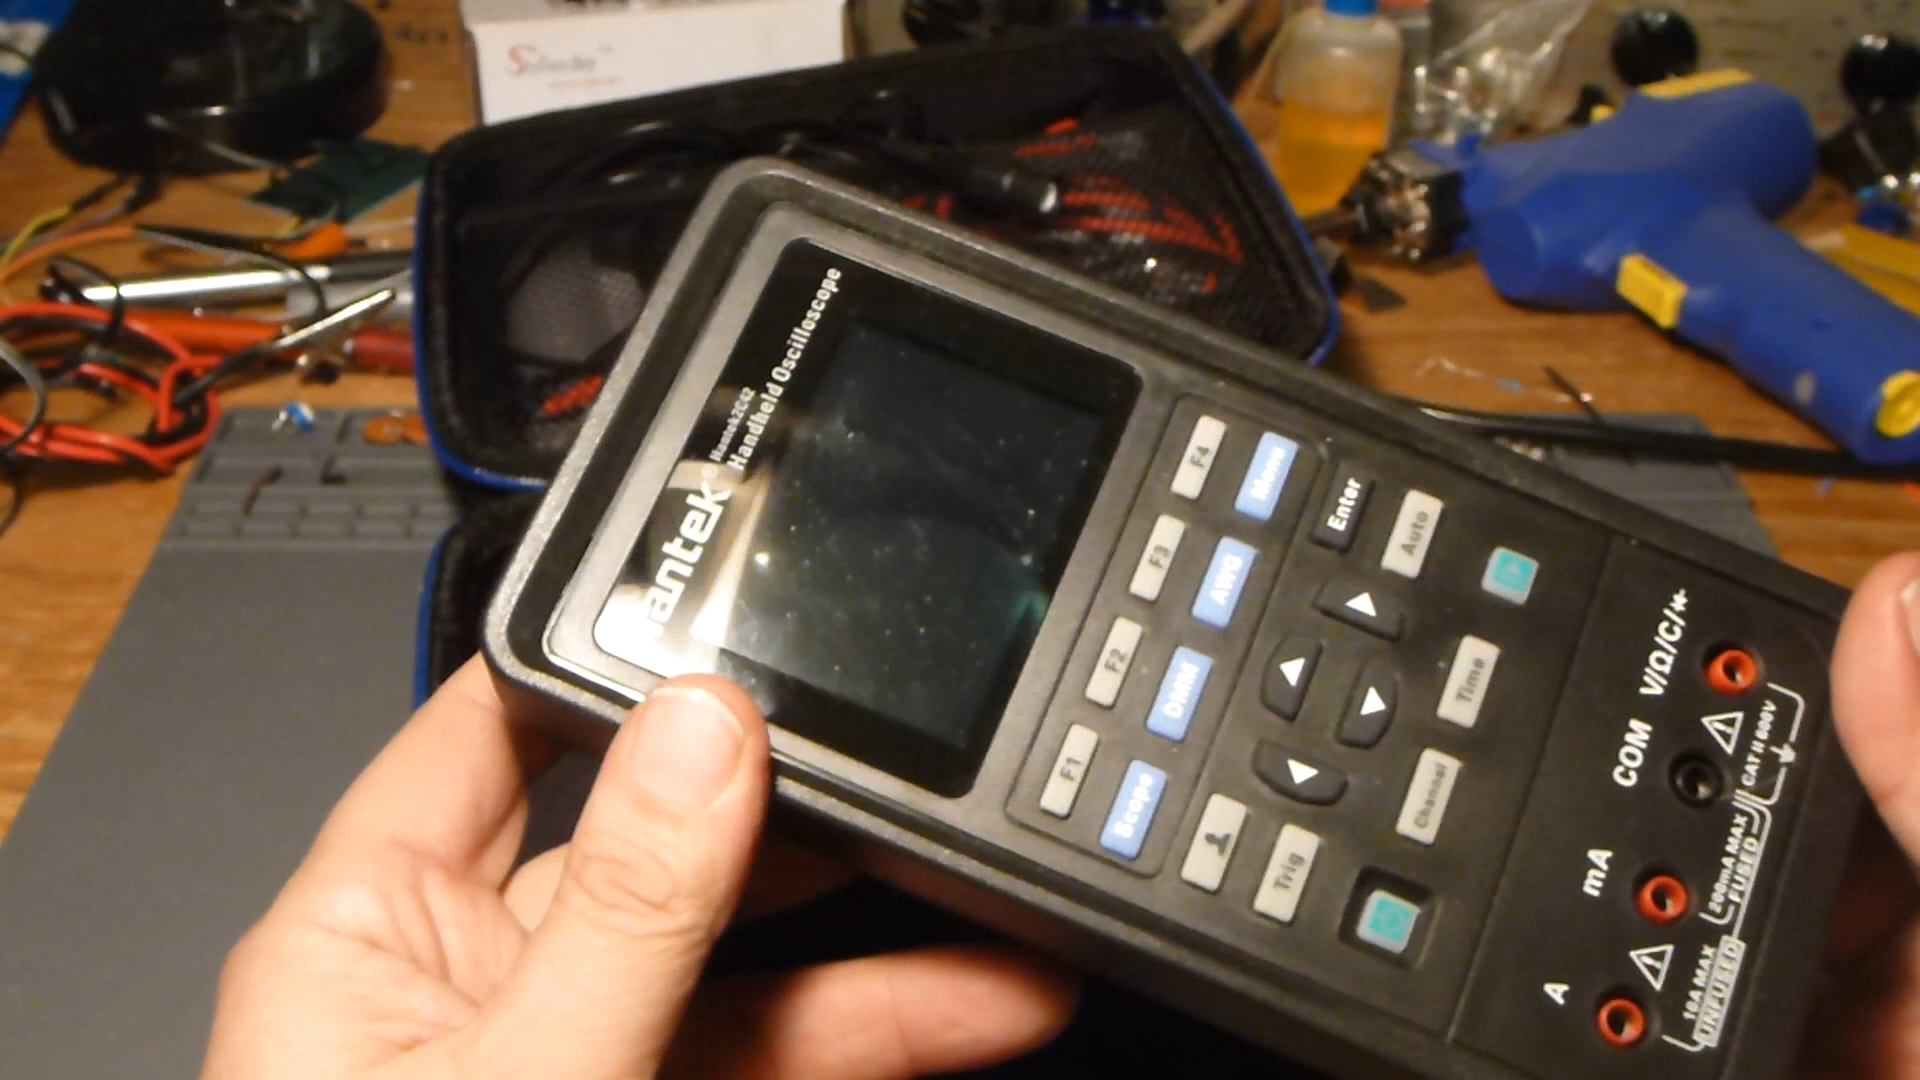 Hantek2C42
Handheld Oscilloscope
antek
F1
F2
F3
F4
Scope
DMM
AWG
Menu
Enter
Auto
Trig
Channel
Time
A
mA
COM
V/Ω/C/
10A MAX
UNFUSED
200mA MAX
FUSED
CAT II 600V